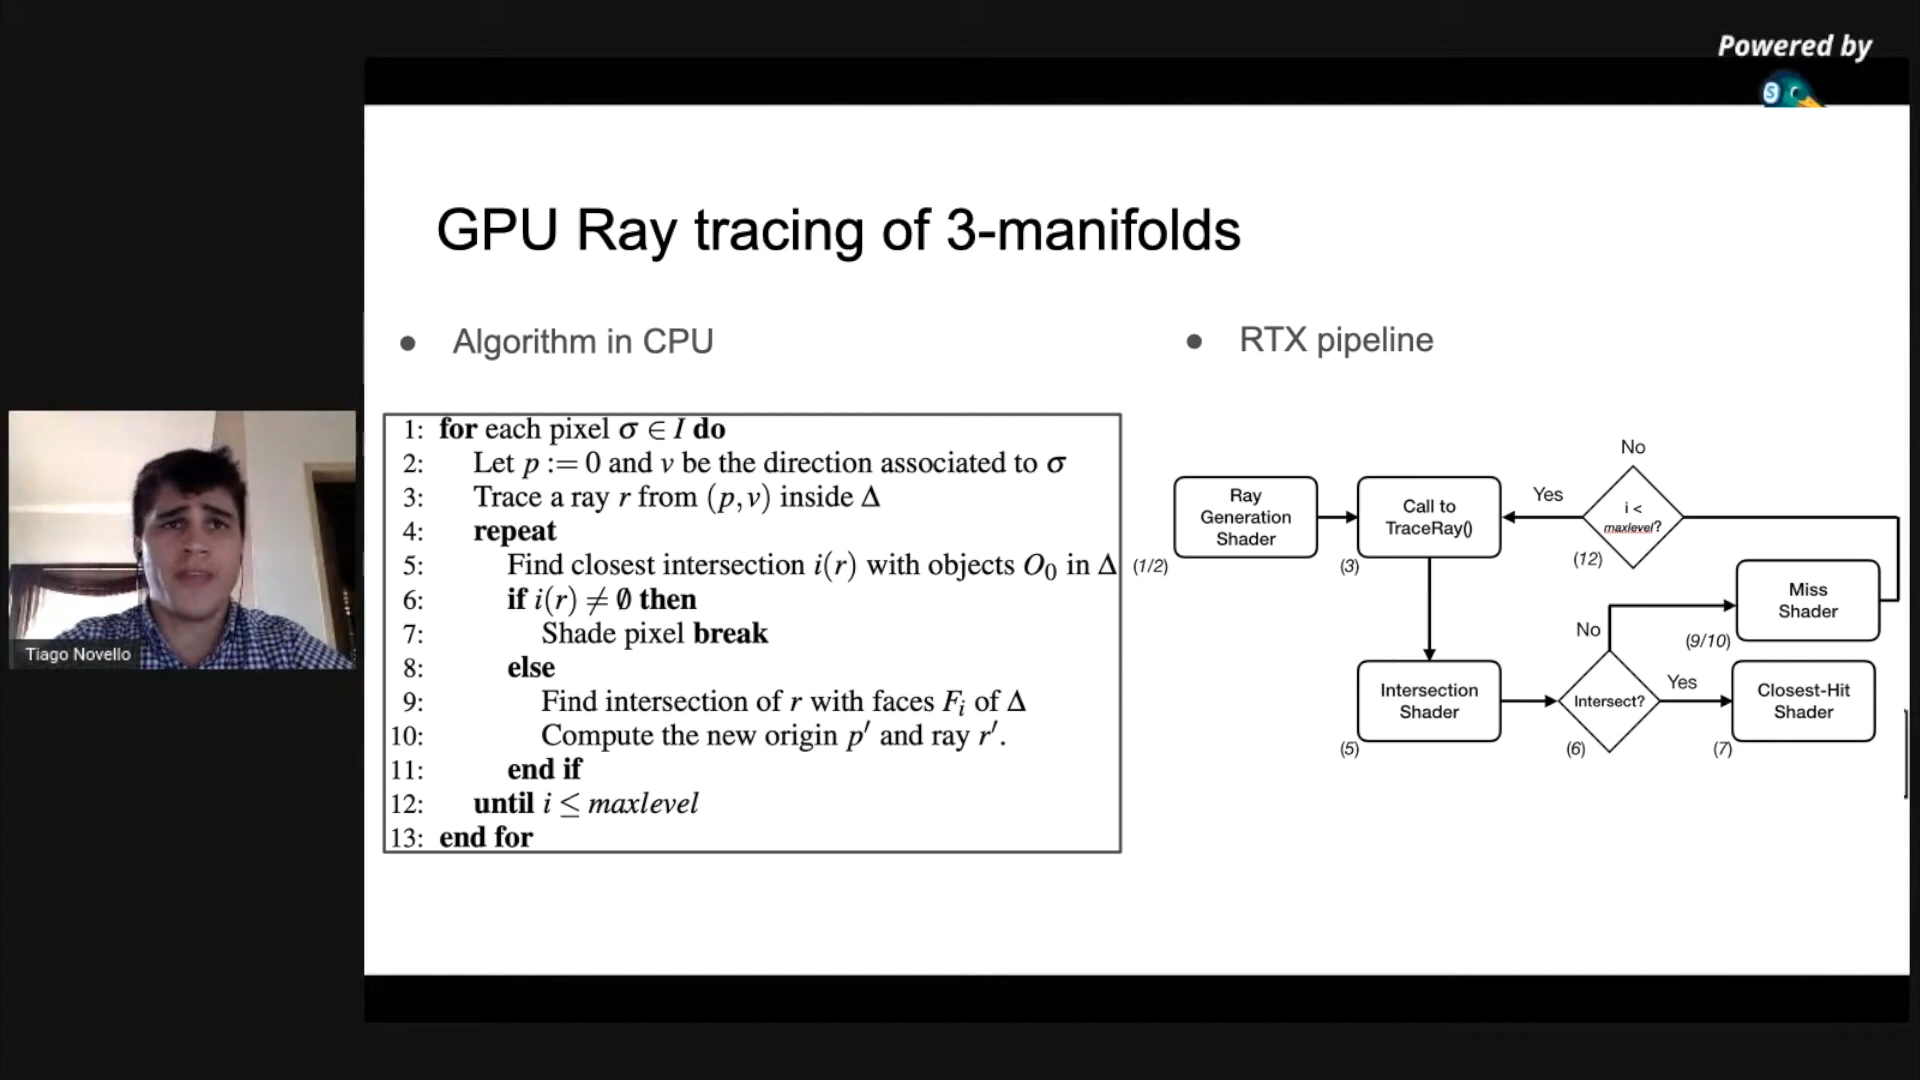 Powered by
S
GPU Ray tracing of 3-manifolds
● Algorithm in CPU
1: for each pixel σ ∈ I do
2: Let p := 0 and v be the direction associated to σ
3: Trace a ray r from (p,v) inside Δ
4: repeat
5: Find closest intersection i(r) with objects O₀ in Δ
6: if i(r) ≠ ∅ then
7: Shade pixel break
8: else
9: Find intersection of r with faces Fᵢ of Δ
10: Compute the new origin p′ and ray r′.
11: end if
12: until i ≤ maxlevel
13: end for
● RTX pipeline
Ray
Generation
Shader
(1/2)
Call to
TraceRay()
(3)
Yes
No
i <
maxlevel?
(12)
Miss
Shader
(9/10)
No
Intersection
Shader
(5)
Intersect?
(6)
Yes
Closest-Hit
Shader
(7)
Tiago Novello